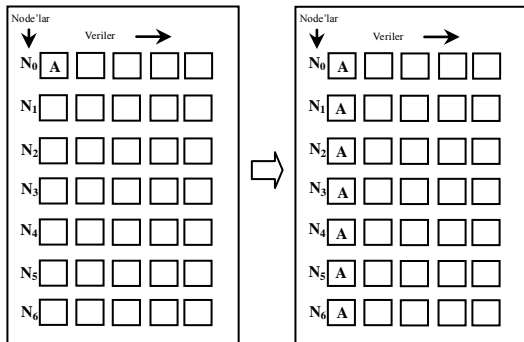 Node'lar
Veriler
N0 A
N1
N2
N3
N4
N5
N6
Node'lar
Veriler
N0 A
N1 A
N2 A
N3 A
N4 A
N5 A
N6 A